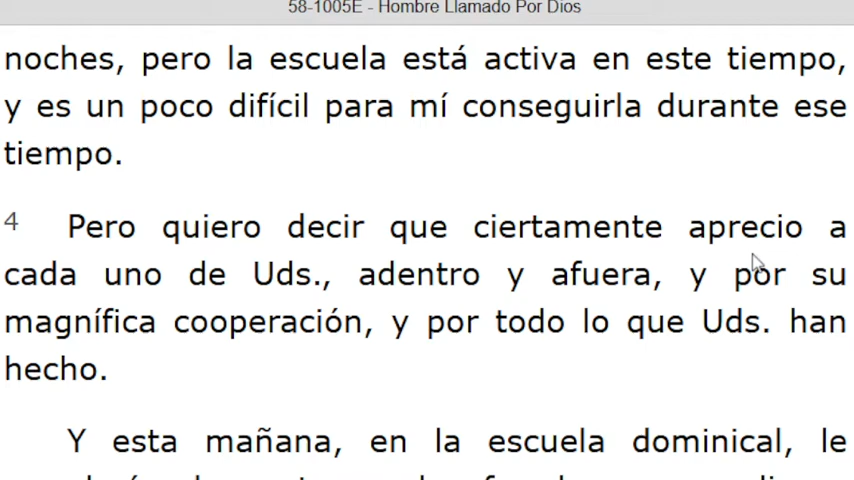 58-1005E - Hombre Llamado Por Dios
noches, pero la escuela está activa en este tiempo,
y es un poco difícil para mí conseguirla durante ese
tiempo.
4 Pero quiero decir que ciertamente aprecio a
cada uno de Uds., adentro y afuera, y por su
magnífica cooperación, y por todo lo que Uds. han
hecho.
Y esta mañana, en la escuela dominical, le